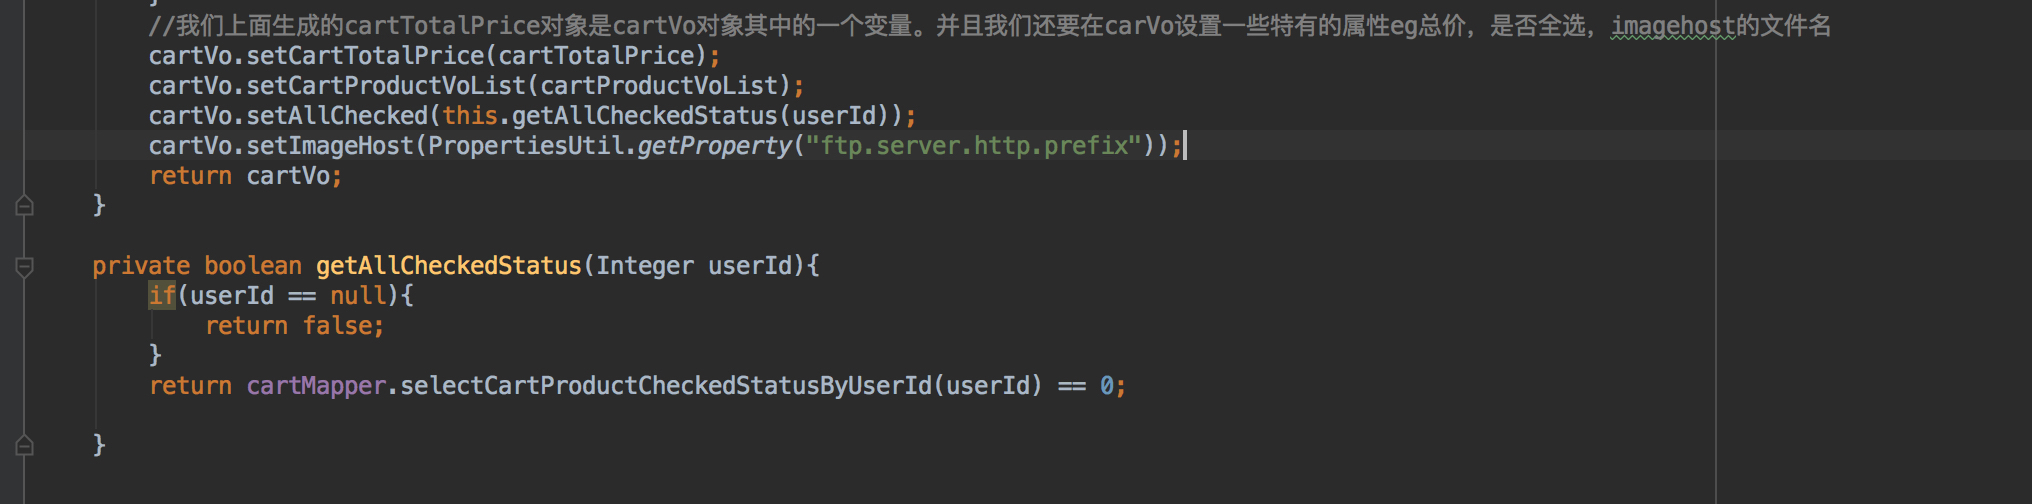 }
//我们上面生成的cartTotalPrice对象是cartVo对象其中的一个变量。并且我们还要在carVo设置一些特有的属性eg总价，是否全选，imagehost的文件名
cartVo.setCartTotalPrice(cartTotalPrice);
cartVo.setCartProductVoList(cartProductVoList);
cartVo.setAllChecked(this.getAllCheckedStatus(userId));
cartVo.setImageHost(PropertiesUtil.getProperty("ftp.server.http.prefix"));
return cartVo;
}
private boolean getAllCheckedStatus(Integer userId){
if(userId == null){
return false;
}
return cartMapper.selectCartProductCheckedStatusByUserId(userId) == 0;
}